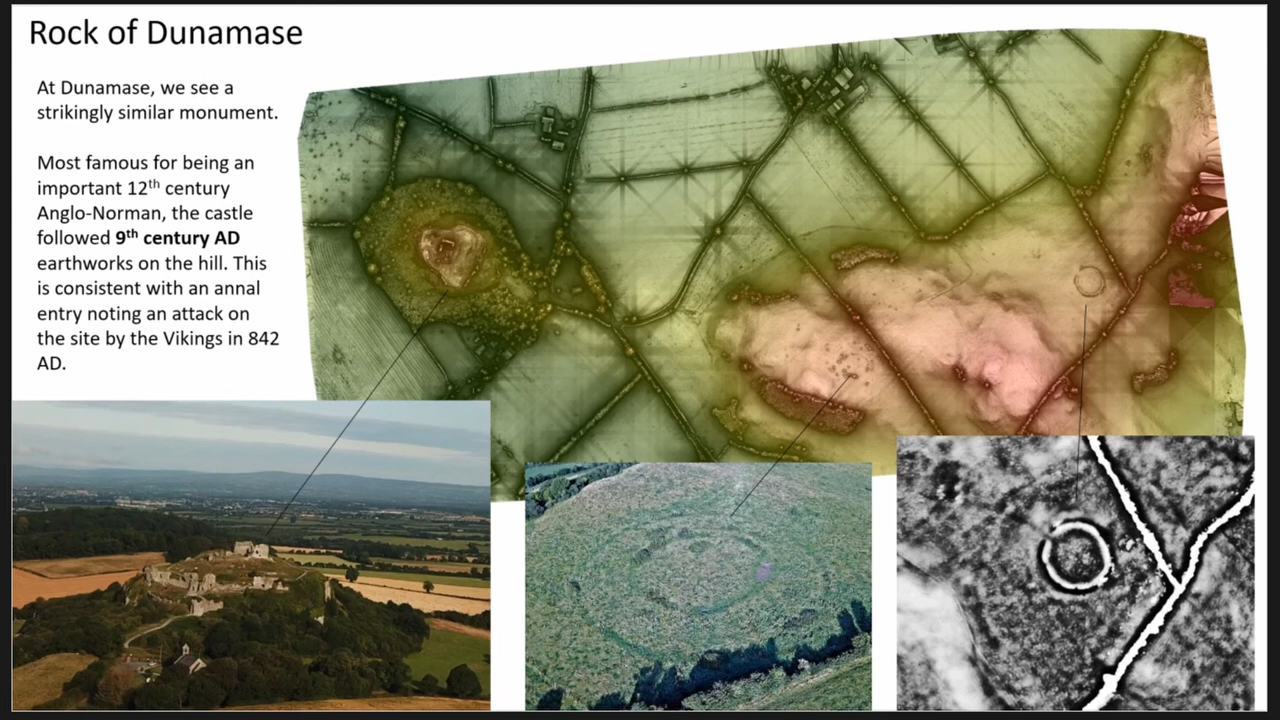 Rock of Dunamase
At Dunamase, we see a
strikingly similar monument.
Most famous for being an
important 12th century
Anglo-Norman, the castle
followed 9th century AD
earthworks on the hill. This
is consistent with an annal
entry noting an attack on
the site by the Vikings in 842
AD.